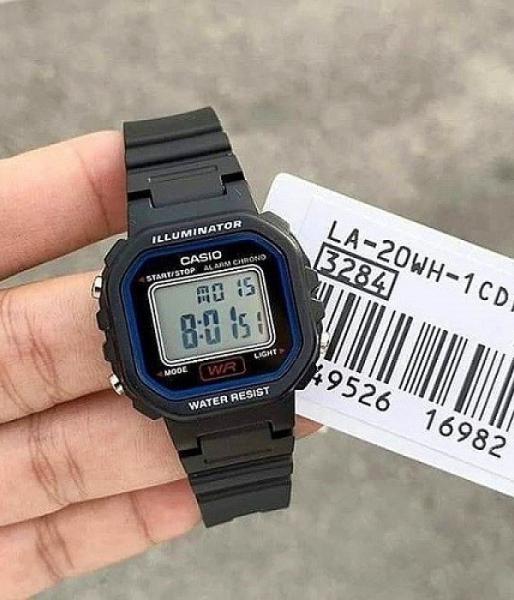 ILLUMINATOR
CASIO
START/STOP ALARM CHRONO
MO 15
8:01 51
MODE WR LIGHT
WATER RESIST
LA-20WH-1CD
3284
49526 16982